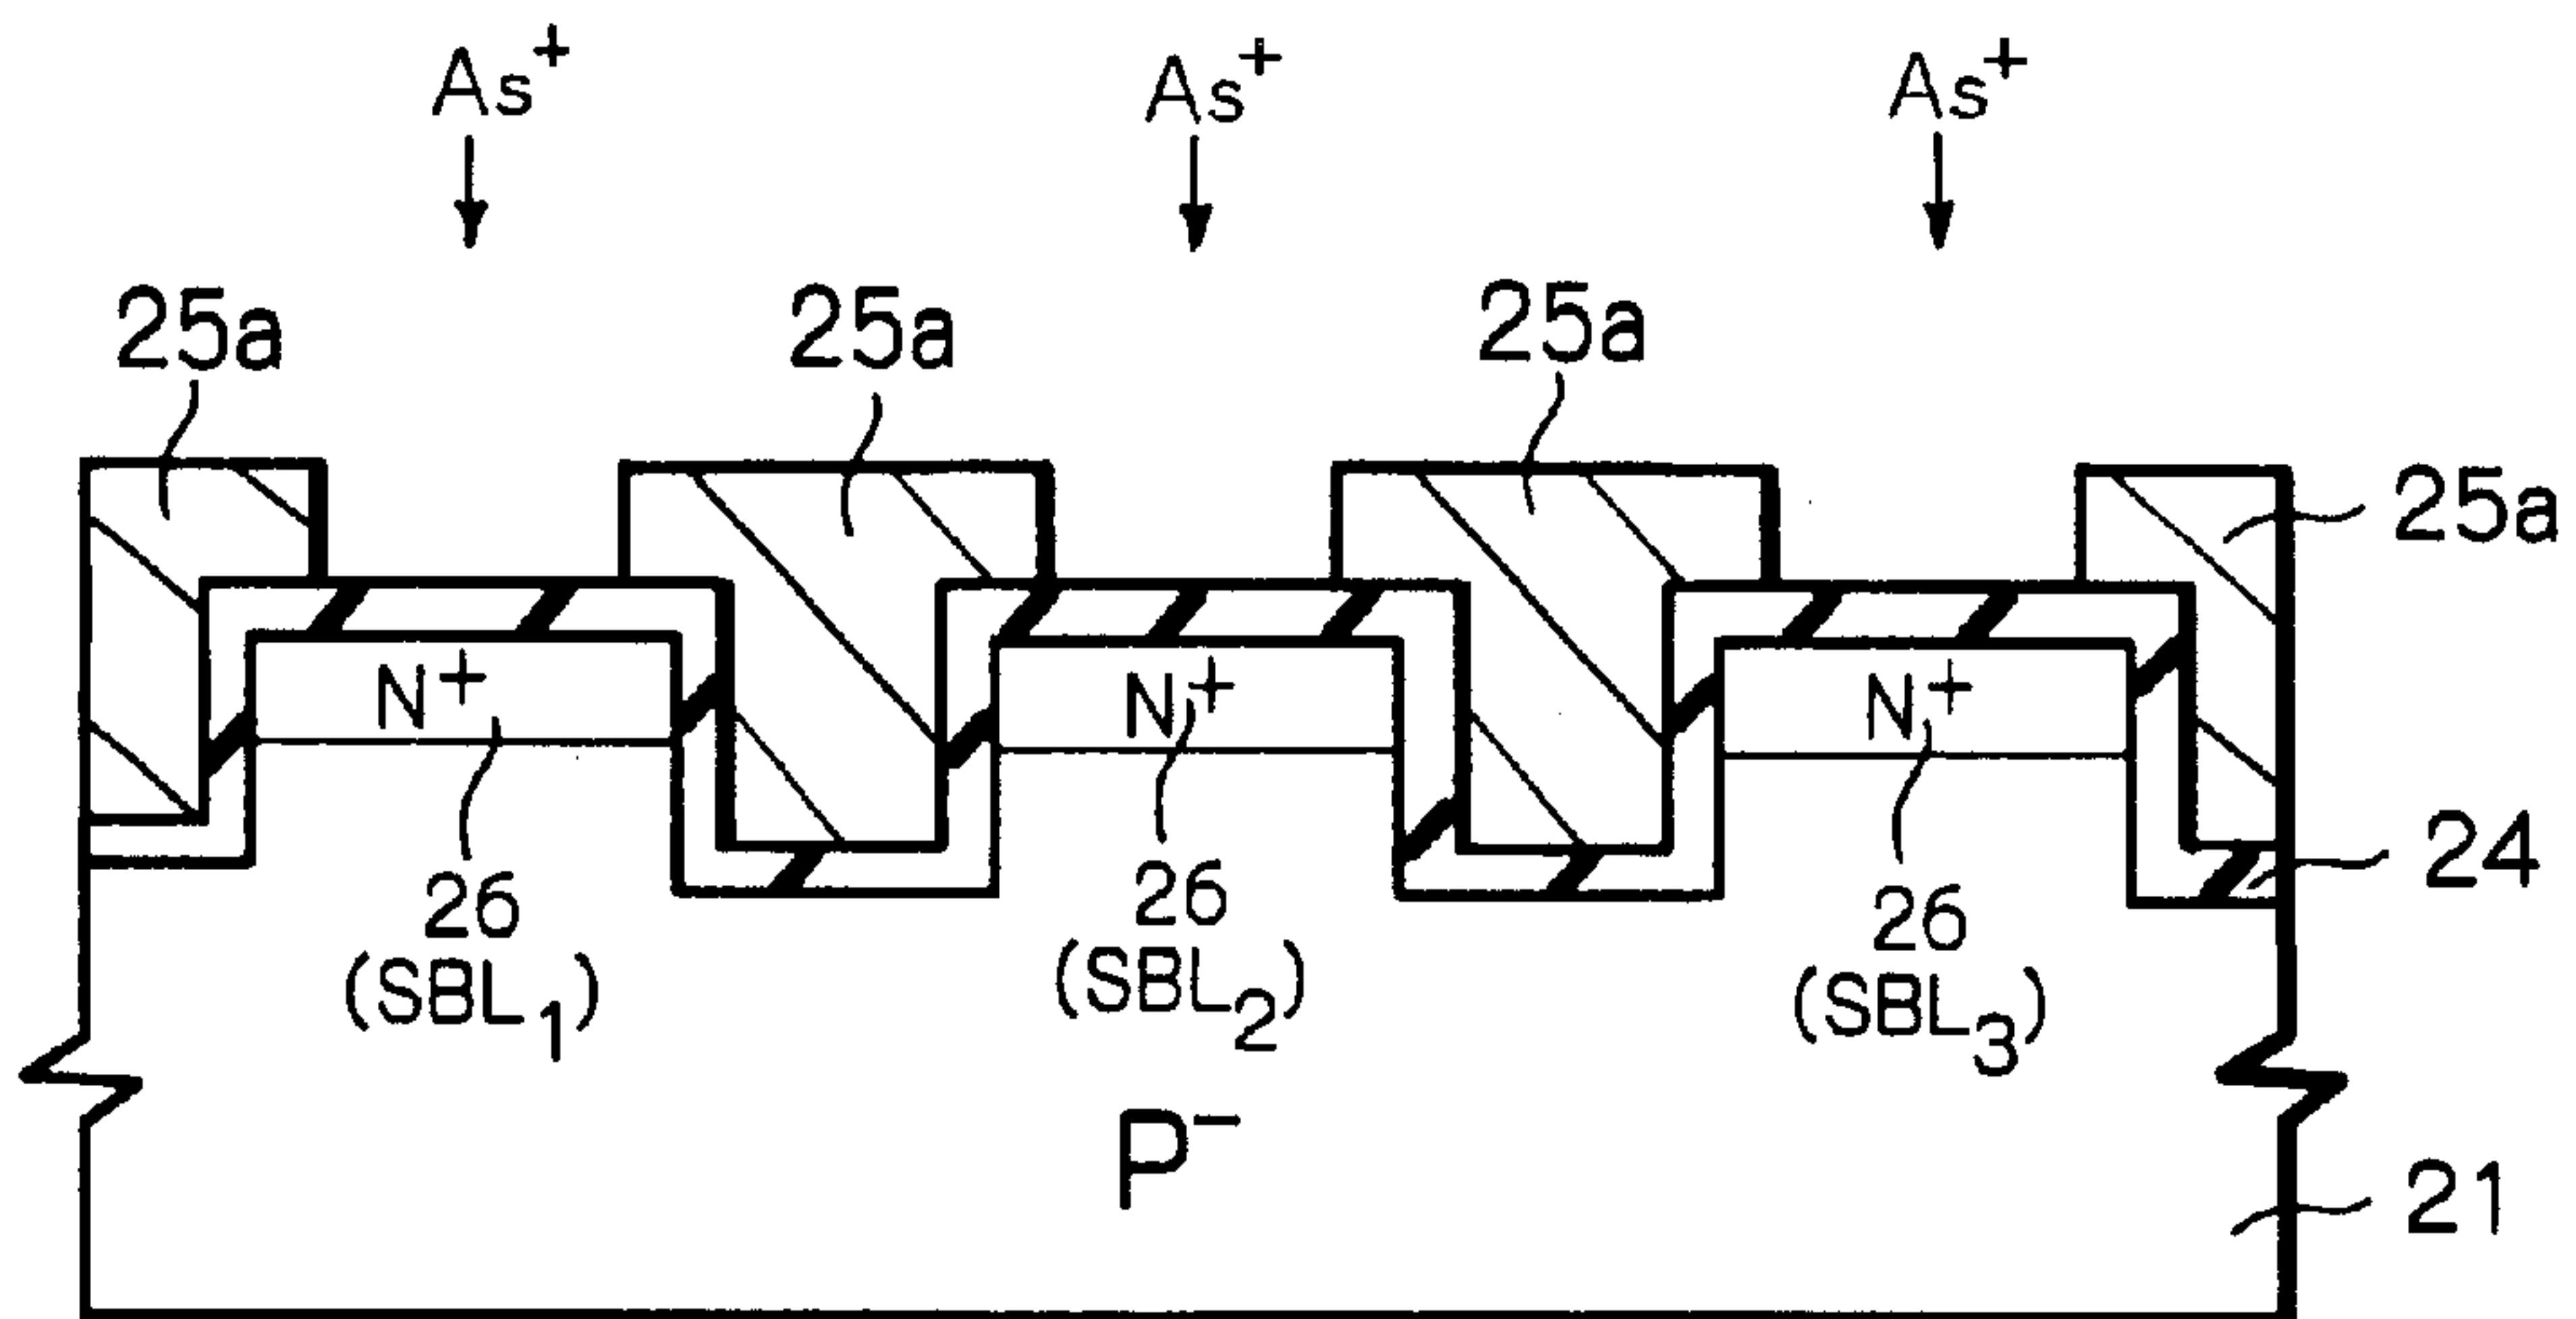 As+ As+ As+
25a 25a 25a
25a
N+ N+ N+
24
26 26 26
(SBL1) (SBL2) (SBL3)
P−
21